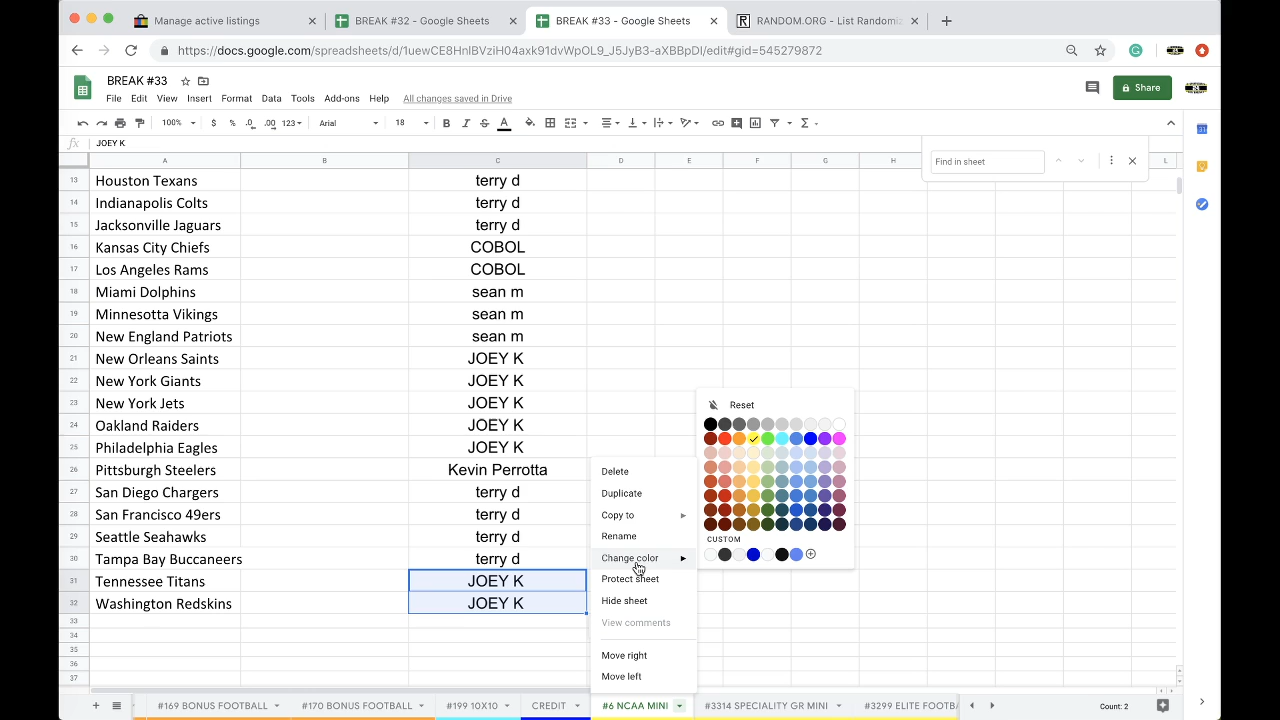 Manage active listings
BREAK #32 - Google Sheets
BREAK #33 - Google Sheets
RANDOM.ORG - List Randomiz
https://docs.google.com/spreadsheets/d/1uewCE8HnIBVziH04axk91dvWpOL9_J5JyB3-aXBBpDI/edit#gid=545279872
BREAK #33
File Edit View Insert Format Data Tools Add-ons Help All changes saved in Drive
Share
100% $ % .0 .00 123 Arial 18 B I S A
fx JOEY K
Find in sheet
A B C D E F G H L
13 Houston Texans terry d
14 Indianapolis Colts terry d
15 Jacksonville Jaguars terry d
16 Kansas City Chiefs COBOL
17 Los Angeles Rams COBOL
18 Miami Dolphins sean m
19 Minnesotta Vikings sean m
20 New England Patriots sean m
21 New Orleans Saints JOEY K
22 New York Giants JOEY K
23 New York Jets JOEY K
24 Oakland Raiders JOEY K
25 Philadelphia Eagles JOEY K
26 Pittsburgh Steelers Kevin Perrotta
27 San Diego Chargers terry d
28 San Francisco 49ers terry d
29 Seattle Seahawks terry d
30 Tampa Bay Buccaneers terry d
31 Tennessee Titans JOEY K
32 Washington Redskins JOEY K
33
34
35
36
37
Reset
CUSTOM
Delete
Duplicate
Copy to
Rename
Change color
Protect sheet
Hide sheet
View comments
Move right
Move left
#169 BONUS FOOTBALL
#170 BONUS FOOTBALL
#199 10X10
CREDIT
#6 NCAA MINI
#3314 SPECIALITY GR MINI
#3299 ELITE FOOTBA
Count: 2